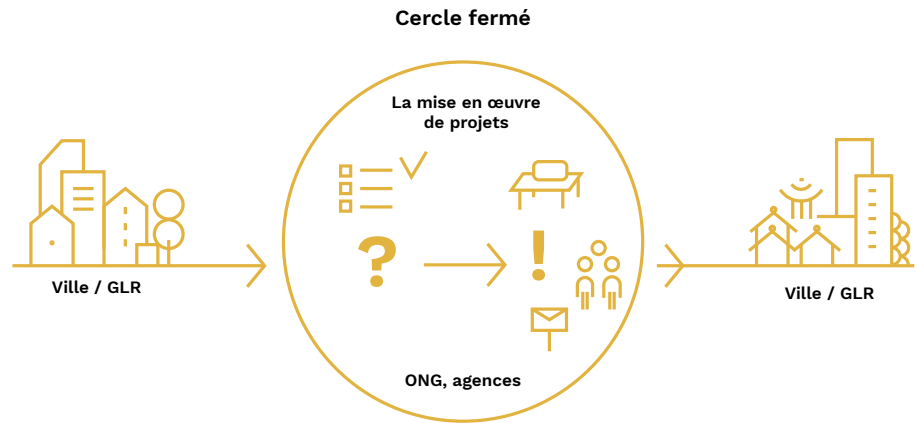 Cercle fermé
La mise en œuvre
de projets
?
!
Ville / GLR
Ville / GLR
ONG, agences